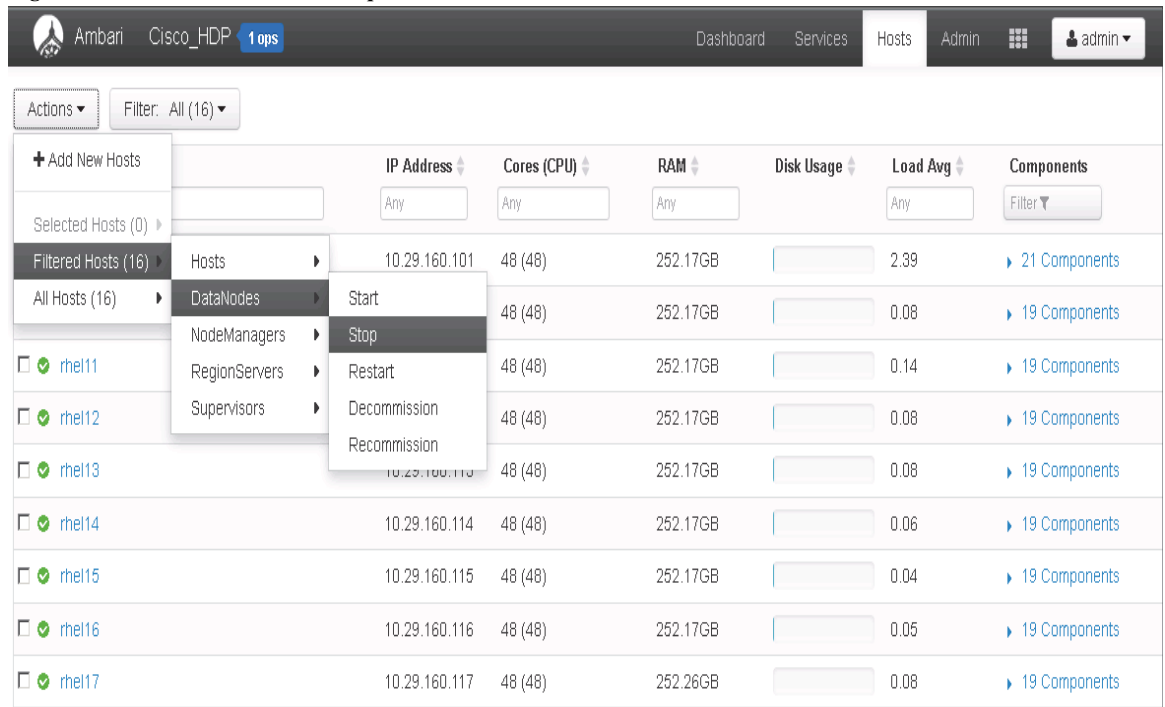 Ambari Cisco_HDP 1 ops Dashboard Services Hosts Admin admin
Actions Filter: All (16)
Add New Hosts
Selected Hosts (0)
Filtered Hosts (16)
All Hosts (16)
Hosts
DataNodes
NodeManagers
RegionServers
Supervisors
Start
Stop
Restart
Decommission
Recommission
IP Address Cores (CPU) RAM Disk Usage Load Avg Components
Any Any Any Any Filter
10.29.160.101 48 (48) 252.17GB 2.39 21 Components
48 (48) 252.17GB 0.08 19 Components
rhel11 48 (48) 252.17GB 0.14 19 Components
rhel12 48 (48) 252.17GB 0.08 19 Components
rhel13 10.29.160.113 48 (48) 252.17GB 0.08 19 Components
rhel14 10.29.160.114 48 (48) 252.17GB 0.06 19 Components
rhel15 10.29.160.115 48 (48) 252.17GB 0.04 19 Components
rhel16 10.29.160.116 48 (48) 252.17GB 0.05 19 Components
rhel17 10.29.160.117 48 (48) 252.26GB 0.08 19 Components